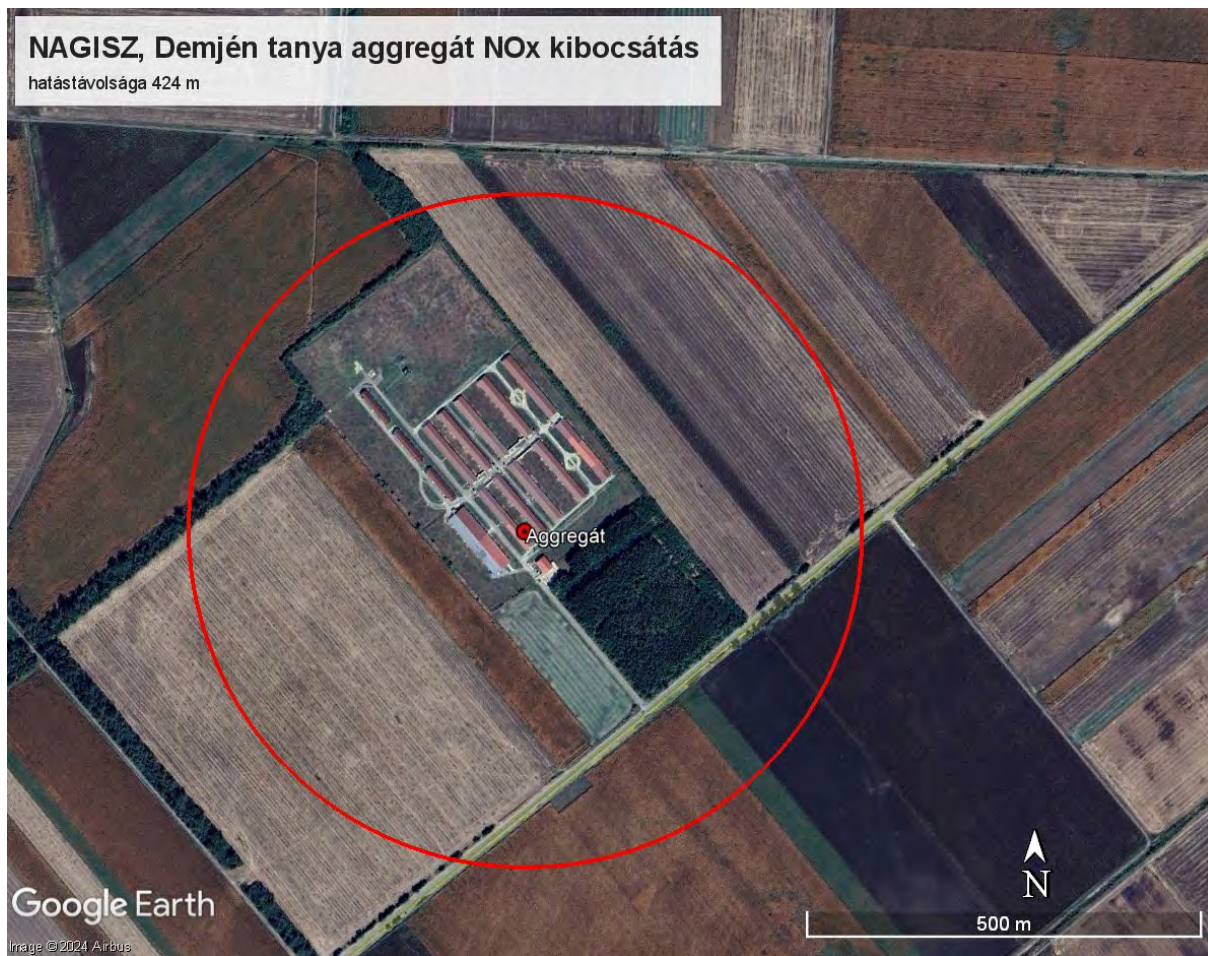 NAGISZ, Demjén tanya aggregát NOx kibocsátás
hatástávolsága 424 m
Aggregát
N
500 m
Google Earth
Image © 2024 Airbus